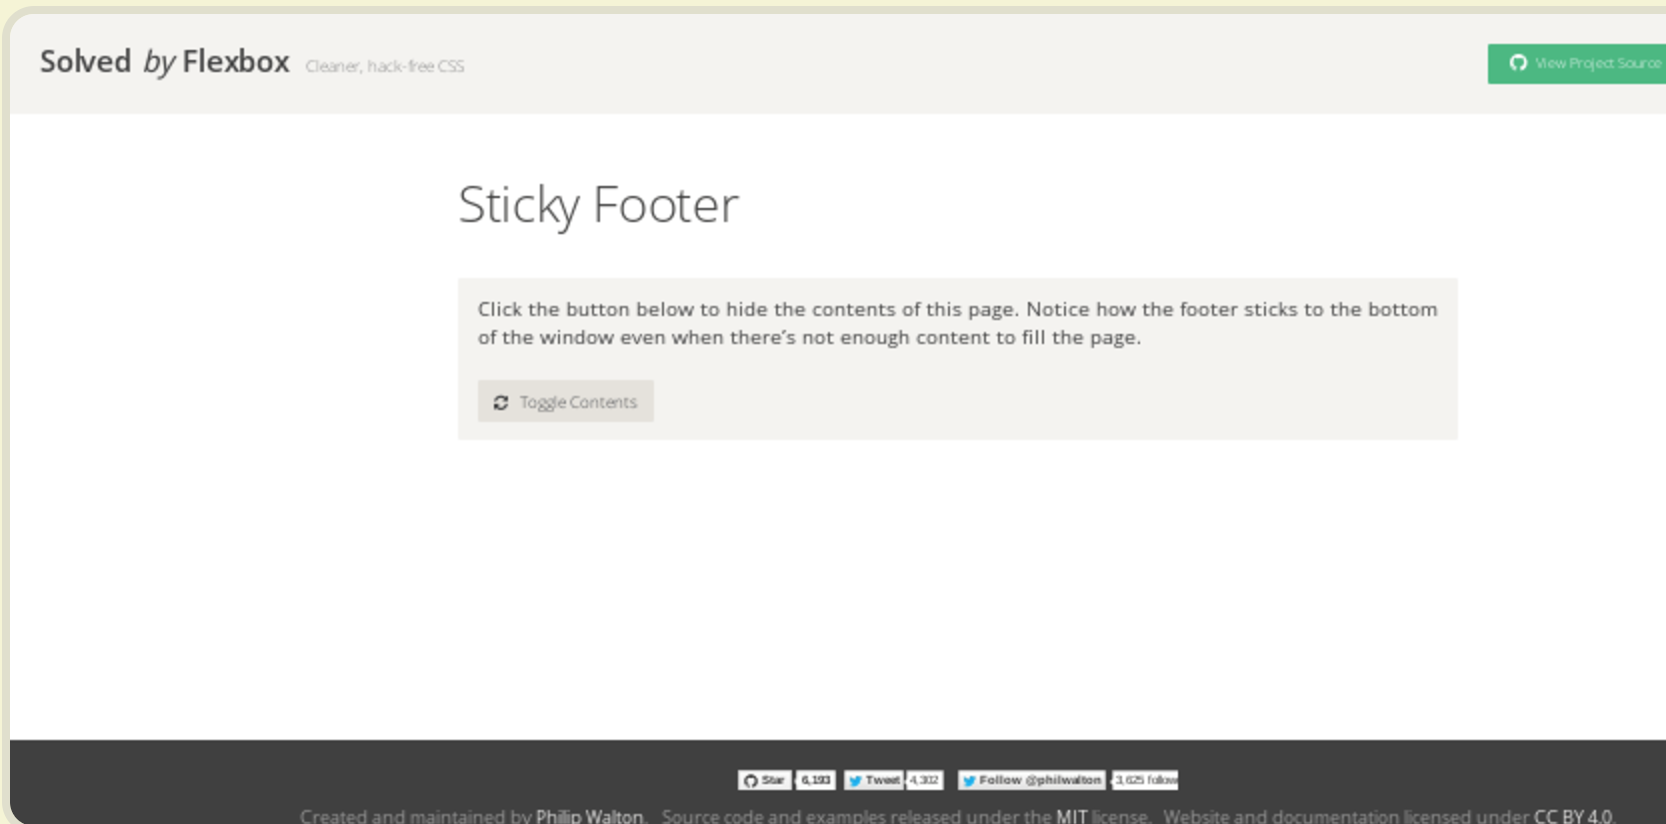 Solved by Flexbox Cleaner, hack-free CSS
View Project Source
Sticky Footer
Click the button below to hide the contents of this page. Notice how the footer sticks to the bottom
of the window even when there’s not enough content to fill the page.
Toggle Contents
Star 6,193 Tweet 4,302 Follow @philwalton 3,625 follow
Created and maintained by Philip Walton. Source code and examples released under the MIT license. Website and documentation licensed under CC BY 4.0.